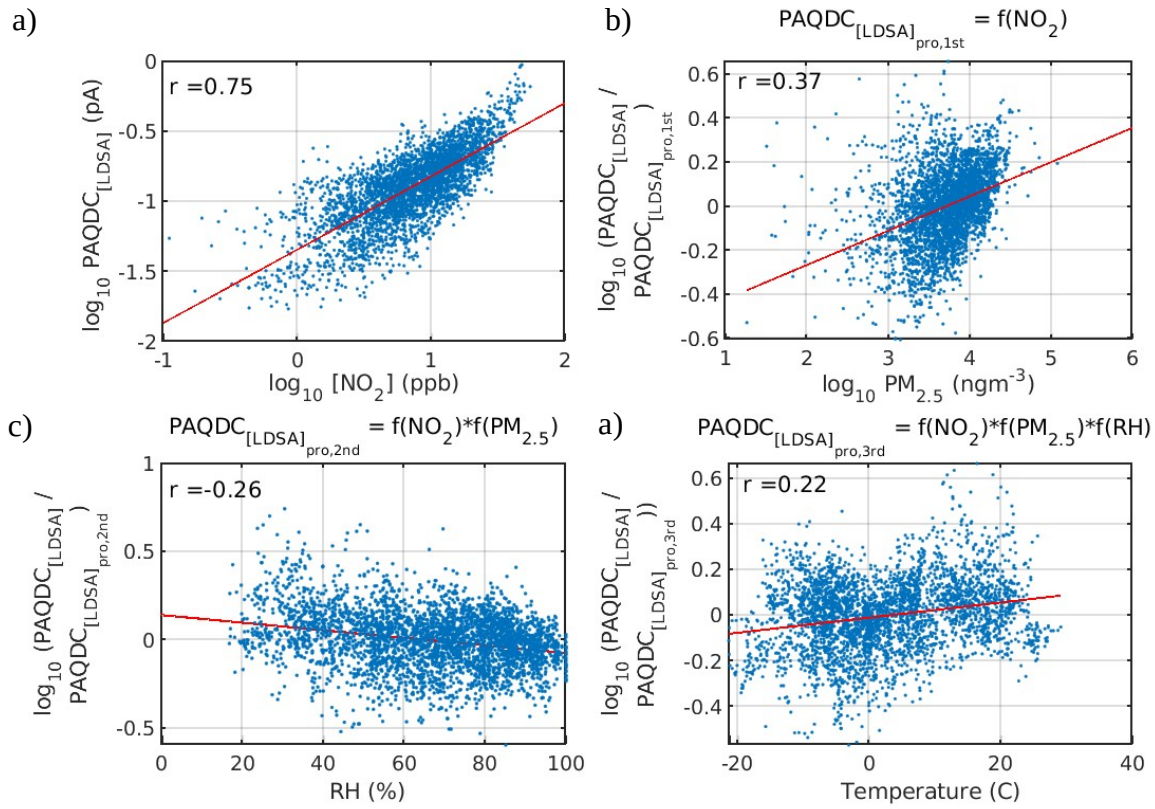 a)
r =0.75
log10 PAQDC[LDSA] (pA)
0
-0.5
-1
-1.5
-2
-1 0 1 2
log10 [NO2] (ppb)
b)
PAQDC[LDSA]pro,1st = f(NO2)
r =0.37
log10 (PAQDC[LDSA] /
PAQDC[LDSA]pro,1st )
0.6
0.4
0.2
0
-0.2
-0.4
-0.6
1 2 3 4 5 6
log10 PM2.5 (ngm-3)
c)
PAQDC[LDSA]pro,2nd = f(NO2)*f(PM2.5)
r =-0.26
log10 (PAQDC[LDSA] /
PAQDC[LDSA]pro,2nd )
1
0.5
0
-0.5
0 20 40 60 80 100
RH (%)
a)
PAQDC[LDSA]pro,3rd = f(NO2)*f(PM2.5)*f(RH)
r =0.22
log10 (PAQDC[LDSA] /
PAQDC[LDSA]pro,3rd ))
0.6
0.4
0.2
0
-0.2
-0.4
-20 0 20 40
Temperature (C)